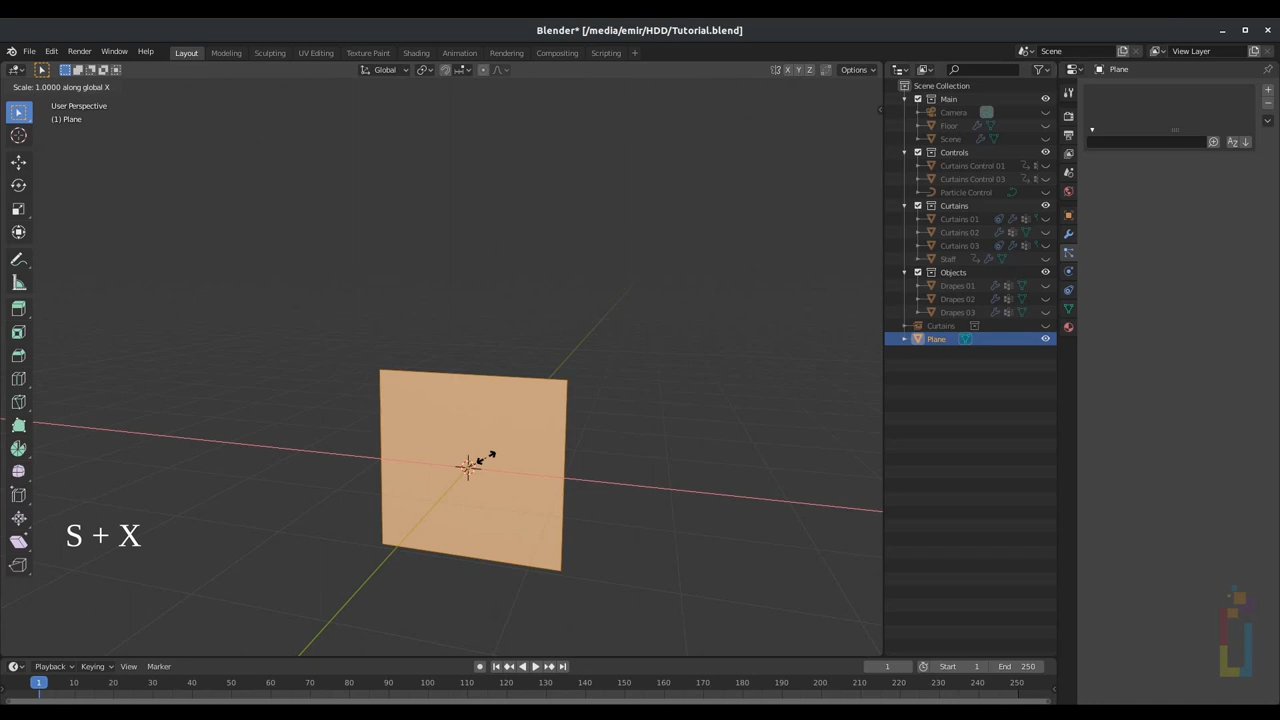 Blender* [/media/emir/HDD/Tutorial.blend]
File Edit Render Window Help Layout Modeling Sculpting UV Editing Texture Paint Shading Animation Rendering Compositing Scripting + Scene View Layer
Global X Y Z Options Plane
Scale: 1.0000 along global X
User Perspective
(1) Plane
Scene Collection
Main
Camera
Floor
Scene
Controls
Curtains Control 01
Curtains Control 03
Particle Control
Curtains
Curtains 01
Curtains 02
Curtains 03
Staff
Objects
Drapes 01
Drapes 02
Drapes 03
Curtains
Plane
S + X
Playback Keying View Marker 1 Start 1 End 250
1 10 20 30 40 50 60 70 80 90 100 110 120 130 140 150 160 170 180 190 200 210 220 230 240 250